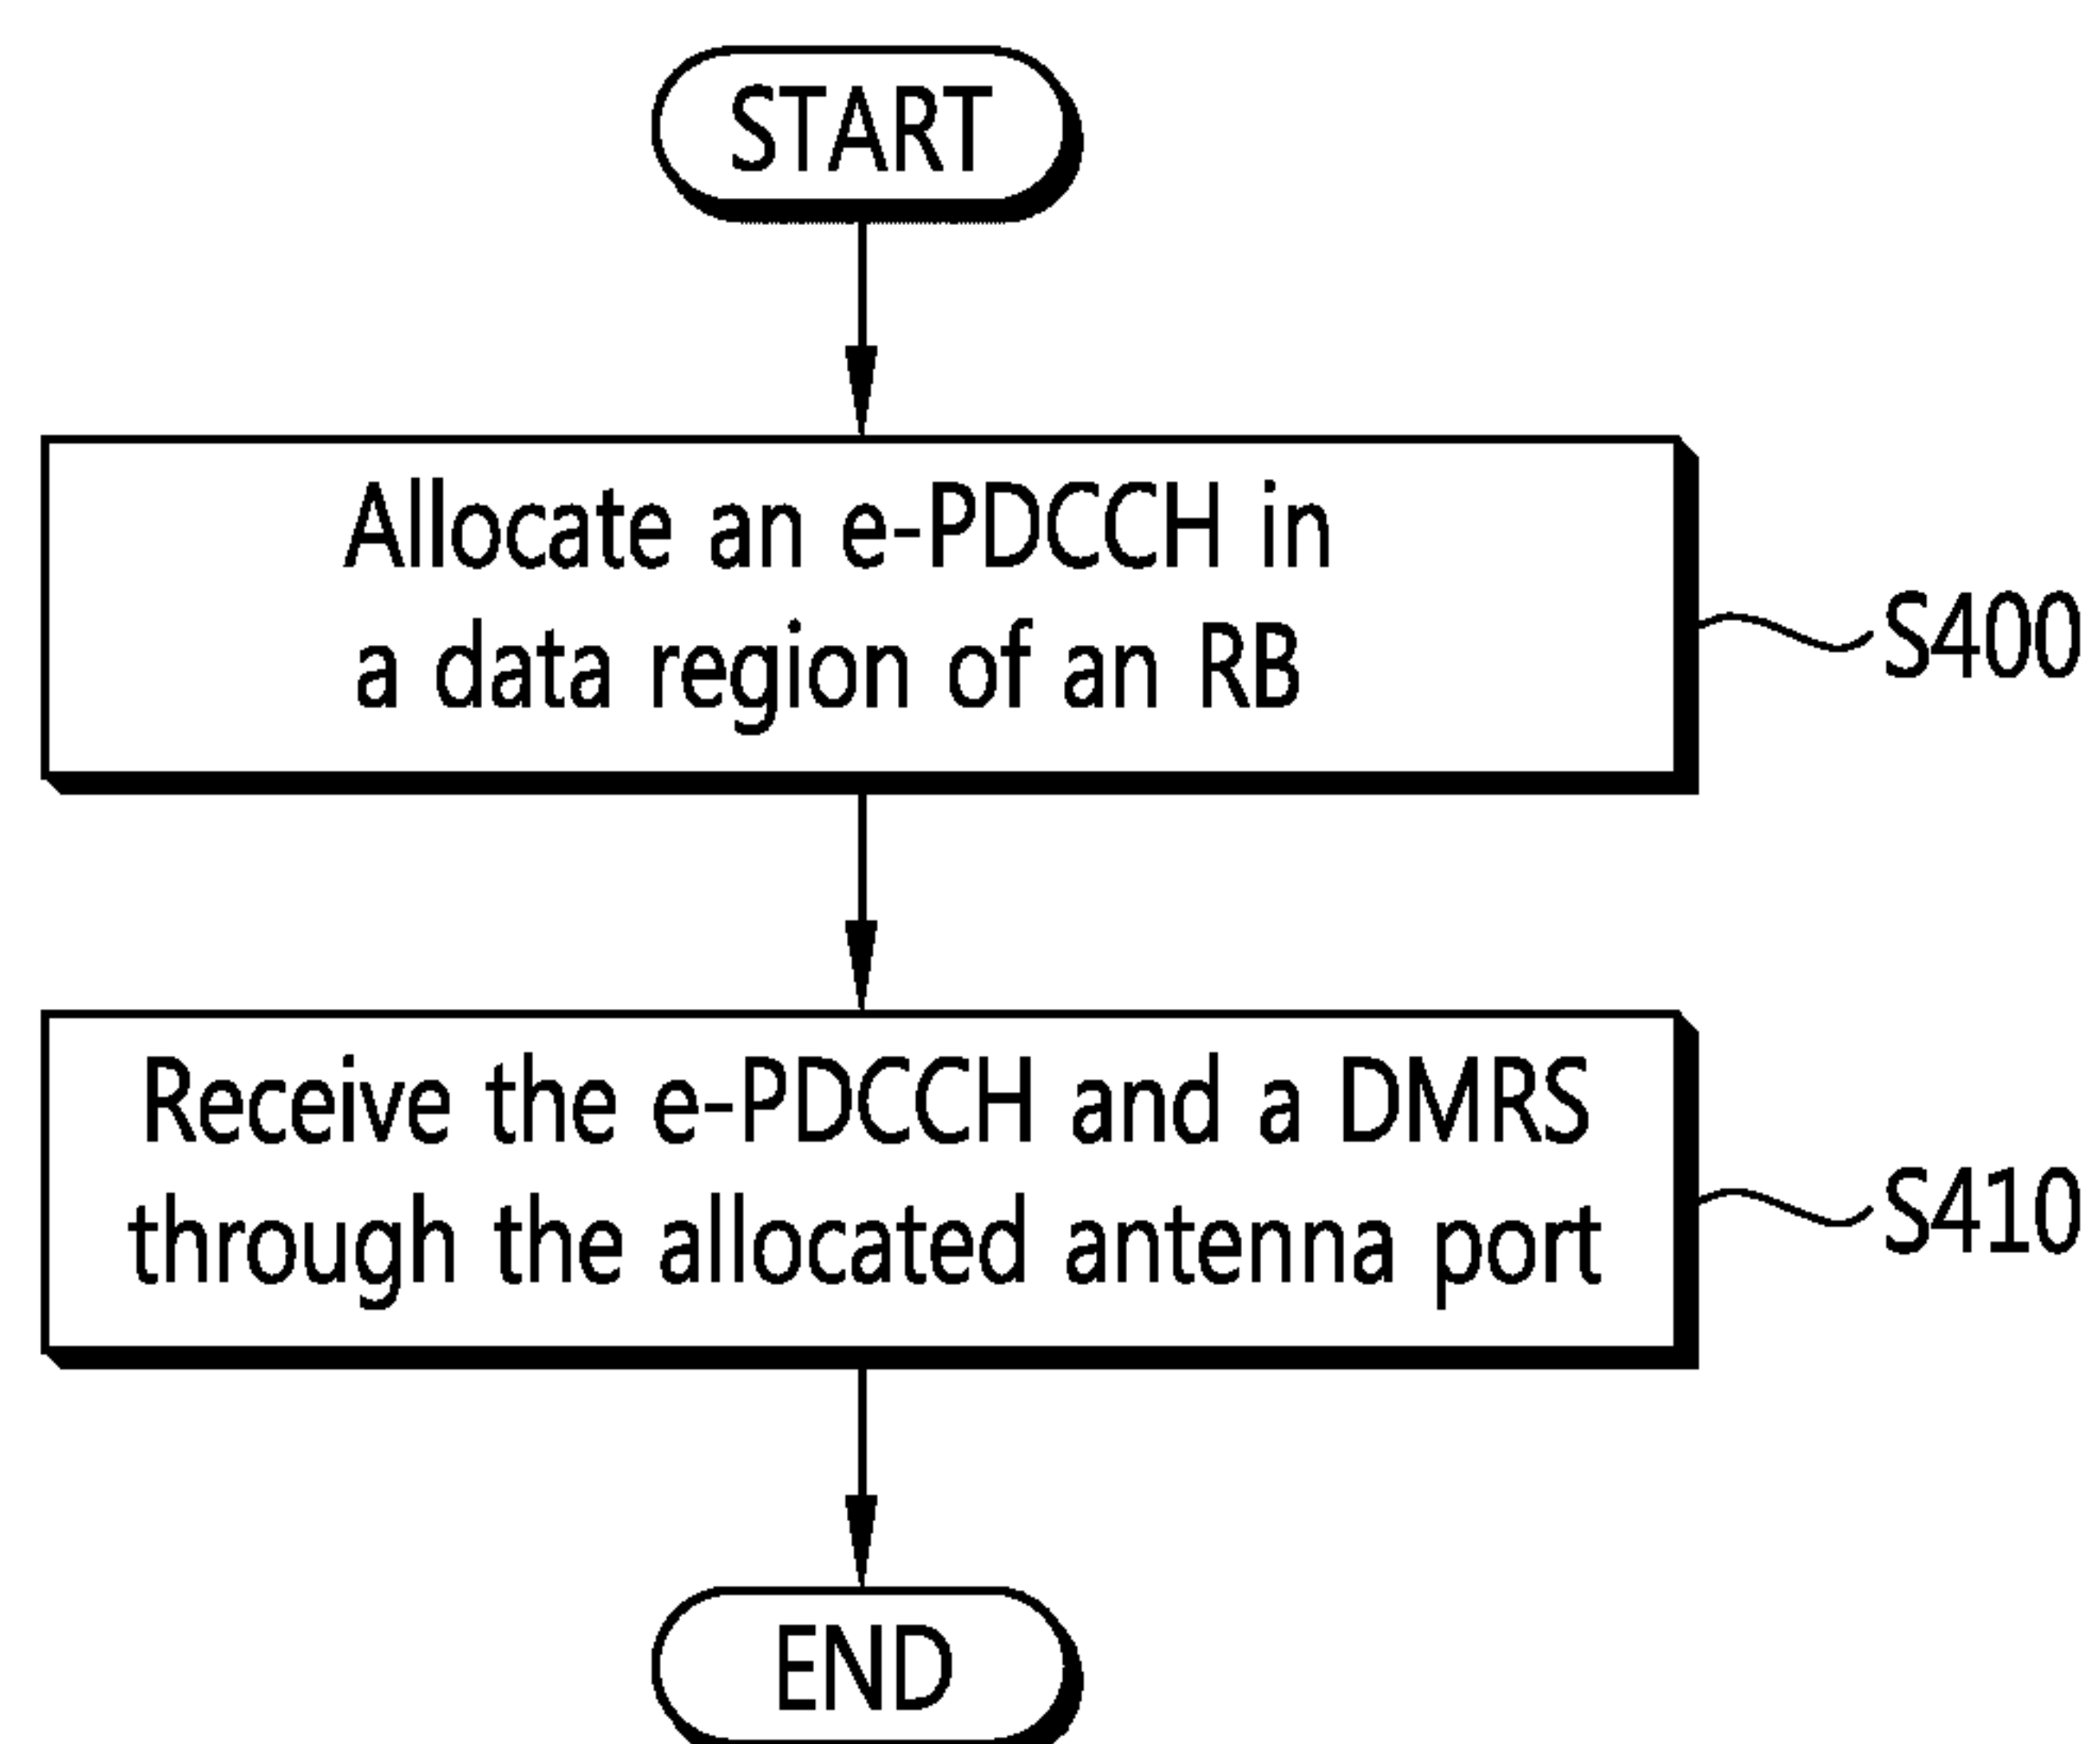 START
Allocate an e-PDCCH in
a data region of an RB
S400
Receive the e-PDCCH and a DMRS
through the allocated antenna port
S410
END